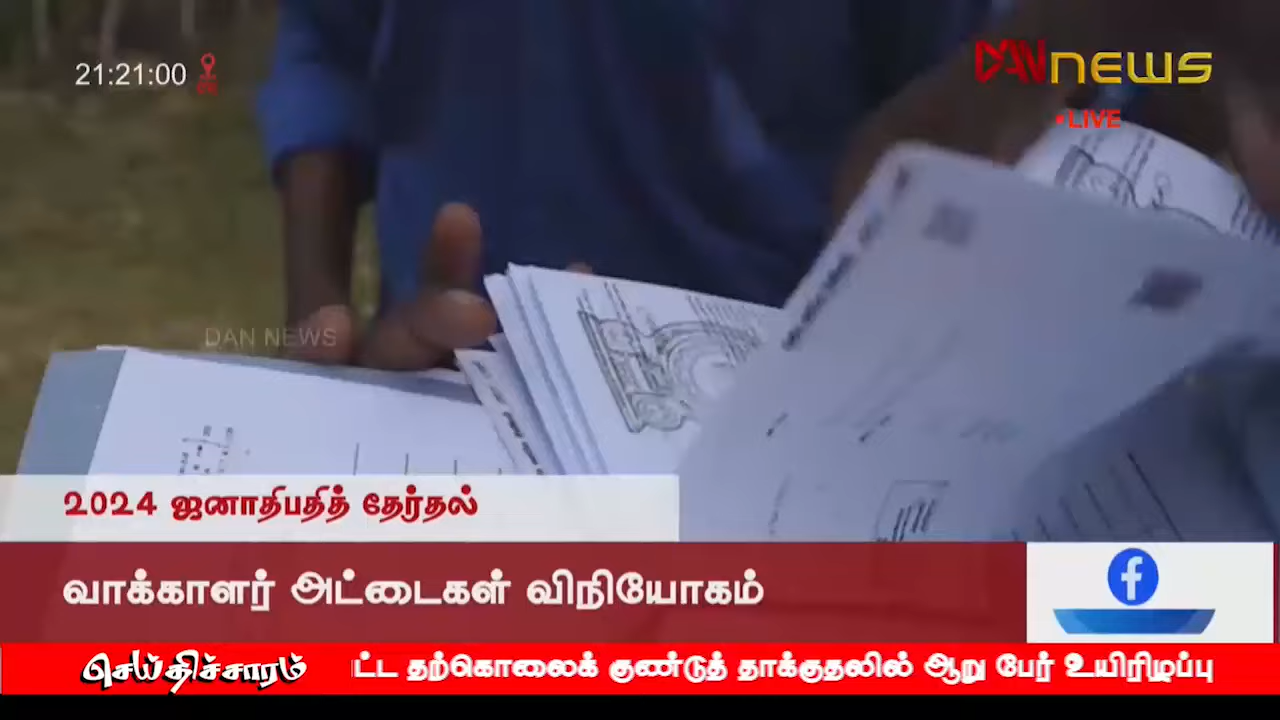 21:21:00
DAN NEWS
LIVE
DAN NEWS
2024 ஜனாதிபதித் தேர்தல்
வாக்காளர் அட்டைகள் விநியோகம்
செய்திச்சாரம்
ட்ட தற்கொலைக் குண்டுத் தாக்குதலில் ஆறு பேர் உயிரிழப்பு